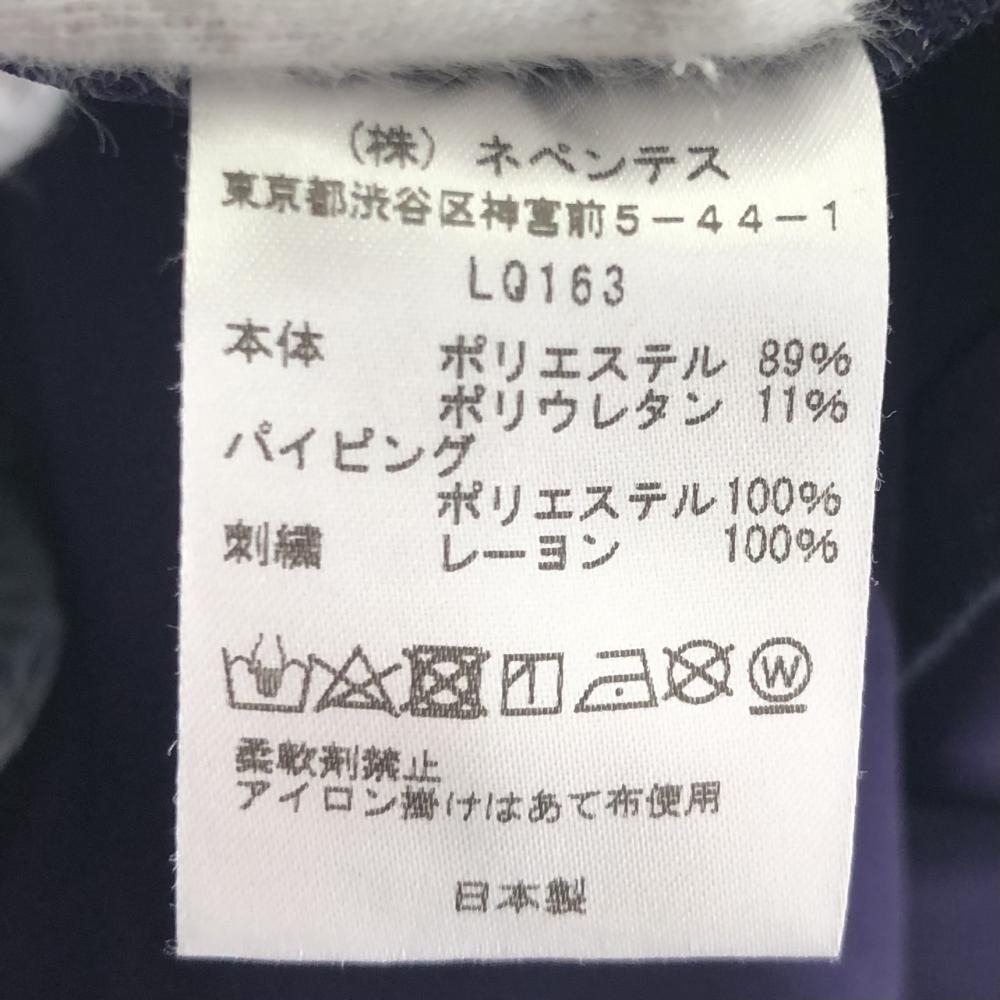 （株） ネペンテス
東京都渋谷区神宮前5－44－1
LQ163
本体 ポリエステル 89%
ポリウレタン 11%
パイピング
ポリエステル100%
刺繍 レーヨン 100%
W
柔軟剤禁止
アイロン掛けはあて布使用
日本製